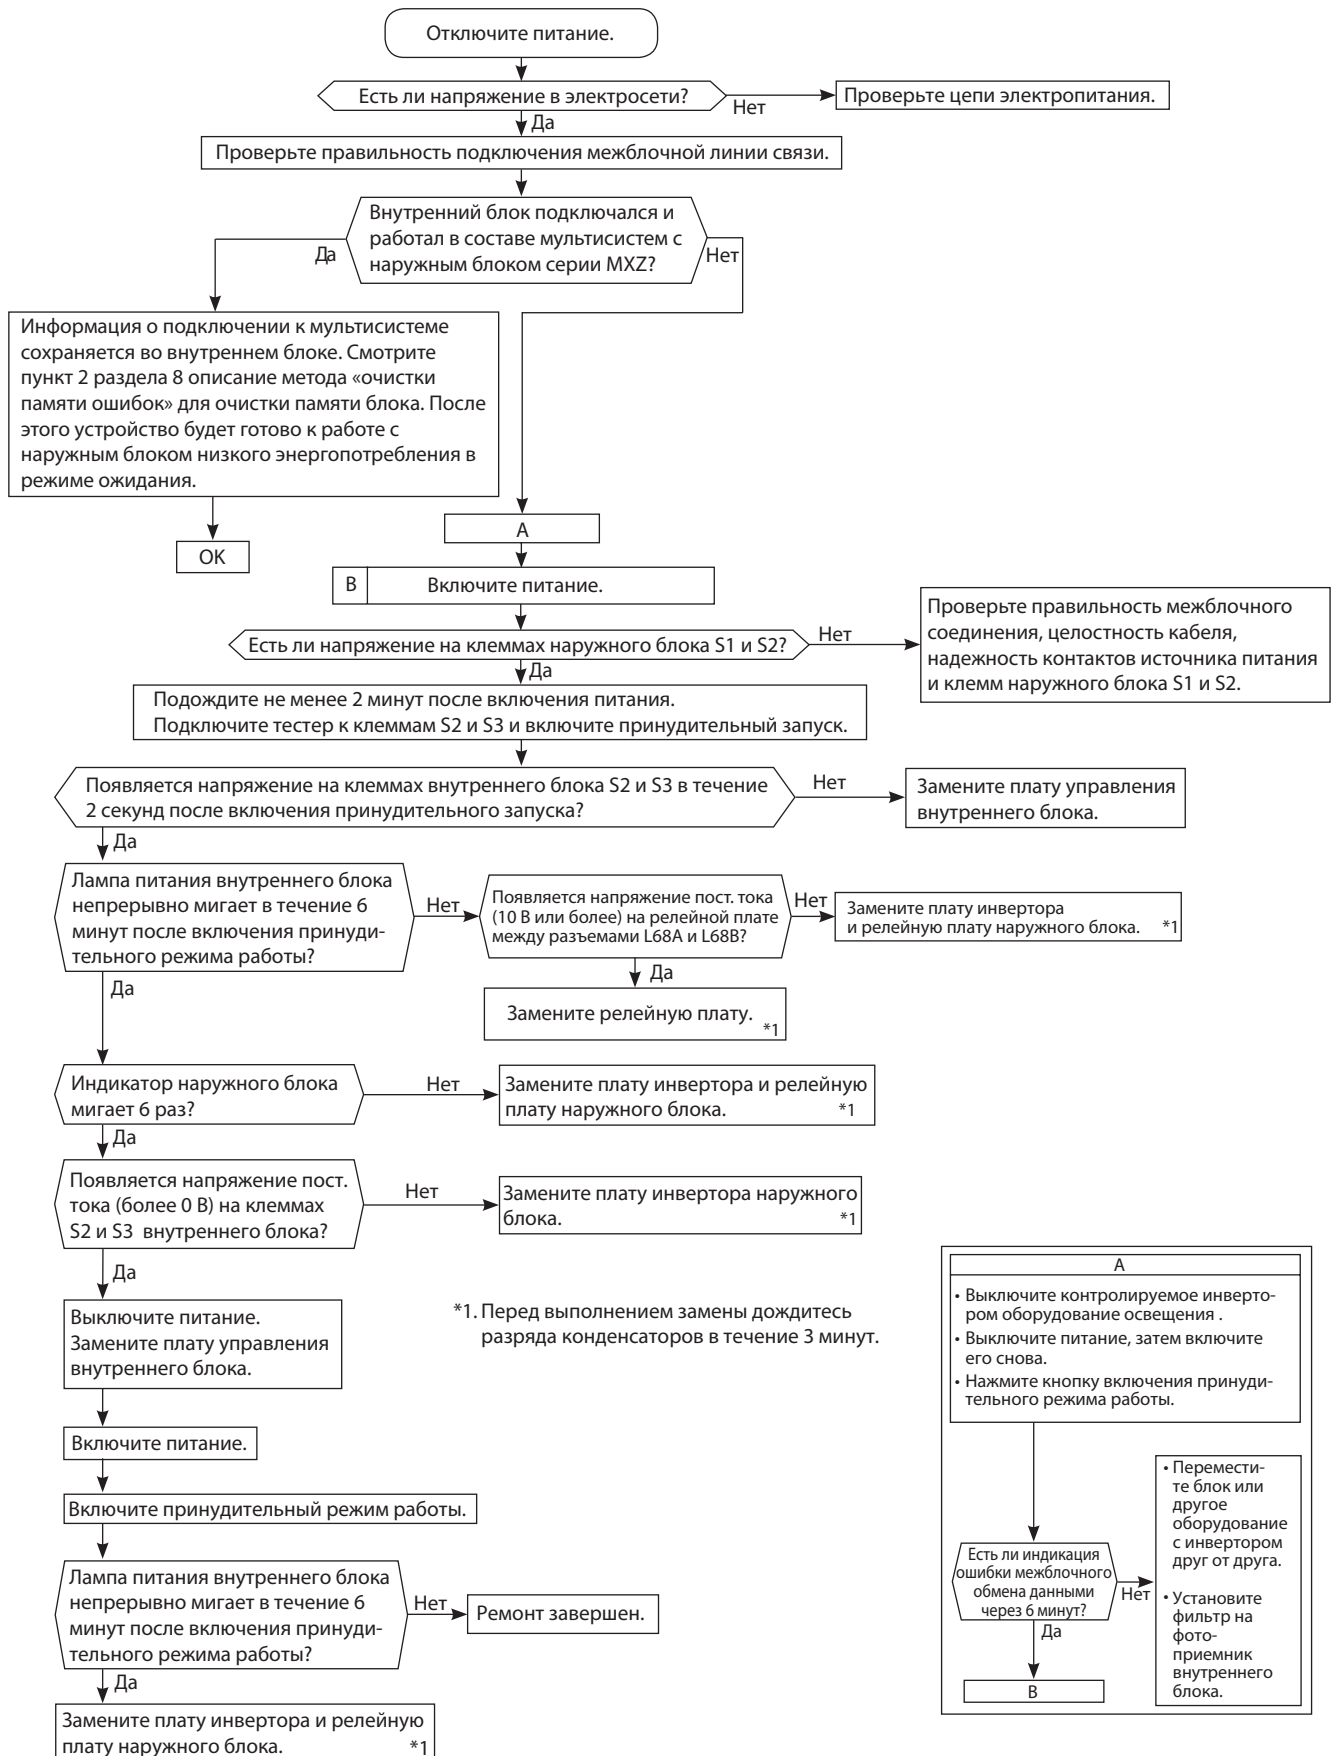 Отключите питание.
Есть ли напряжение в электросети?
Нет
Проверьте цепи электропитания.
Да
Проверьте правильность подключения межблочной линии связи.
Внутренний блок подключался и
работал в составе мультисистем с
наружным блоком серии MXZ?
Да
Нет
Информация о подключении к мультисистеме
сохраняется во внутреннем блоке. Смотрите
пункт 2 раздела 8 описание метода «очистки
памяти ошибок» для очистки памяти блока. После
этого устройство будет готово к работе с
наружным блоком низкого энергопотребления в
режиме ожидания.
OK
A
B
Включите питание.
Есть ли напряжение на клеммах наружного блока S1 и S2?
Нет
Проверьте правильность межблочного
соединения, целостность кабеля,
надежность контактов источника питания
и клемм наружного блока S1 и S2.
Да
Подождите не менее 2 минут после включения питания.
Подключите тестер к клеммам S2 и S3 и включите принудительный запуск.
Появляется напряжение на клеммах внутреннего блока S2 и S3 в течение
2 секунд после включения принудительного запуска?
Нет
Замените плату управления
внутреннего блока.
Да
Лампа питания внутреннего блока
непрерывно мигает в течение 6
минут после включения принуди-
тельного режима работы?
Нет
Появляется напряжение пост. тока
(10 В или более) на релейной плате
между разъемами L68A и L68B?
Нет
Замените плату инвертора
и релейную плату наружного блока. *1
Да
Замените релейную плату.
*1
Да
Индикатор наружного блока
мигает 6 раз?
Нет
Замените плату инвертора и релейную
плату наружного блока. *1
Да
Появляется напряжение пост.
тока (более 0 В) на клеммах
S2 и S3 внутреннего блока?
Нет
Замените плату инвертора наружного
блока. *1
Да
Выключите питание.
Замените плату управления
внутреннего блока.
*1. Перед выполнением замены дождитесь
разряда конденсаторов в течение 3 минут.
Включите питание.
Включите принудительный режим работы.
Лампа питания внутреннего блока
непрерывно мигает в течение 6
минут после включения принуди-
тельного режима работы?
Нет
Ремонт завершен.
Да
Замените плату инвертора и релейную
плату наружного блока. *1
A
• Выключите контролируемое инверто-
ром оборудование освещения .
• Выключите питание, затем включите
его снова.
• Нажмите кнопку включения принуди-
тельного режима работы.
Есть ли индикация
ошибки межблочного
обмена данными
через 6 минут?
Нет
• Перемести-
те блок или
другое
оборудование
с инвертором
друг от друга.
• Установите
фильтр на
фото-
приемник
внутреннего
блока.
Да
B